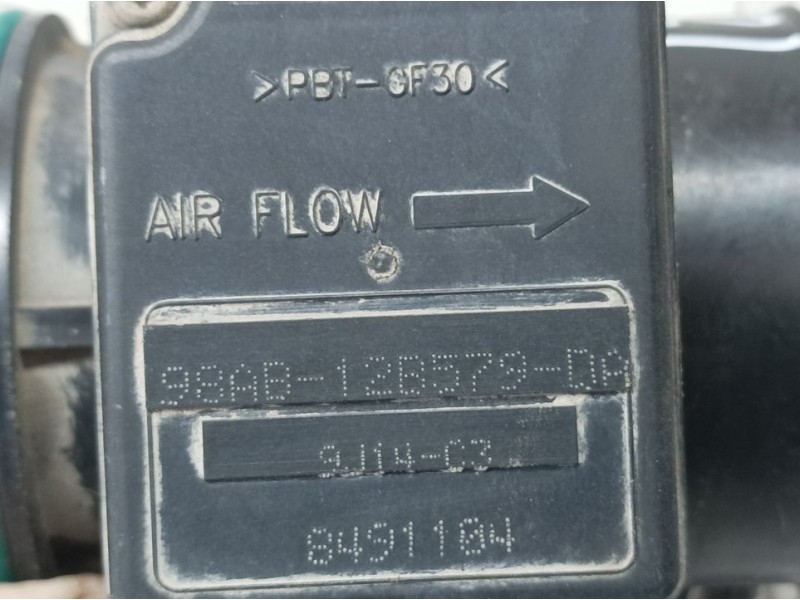 >PBT-GF30<
AIR FLOW
98AB-12B579-DA
9J14-C3
8491104